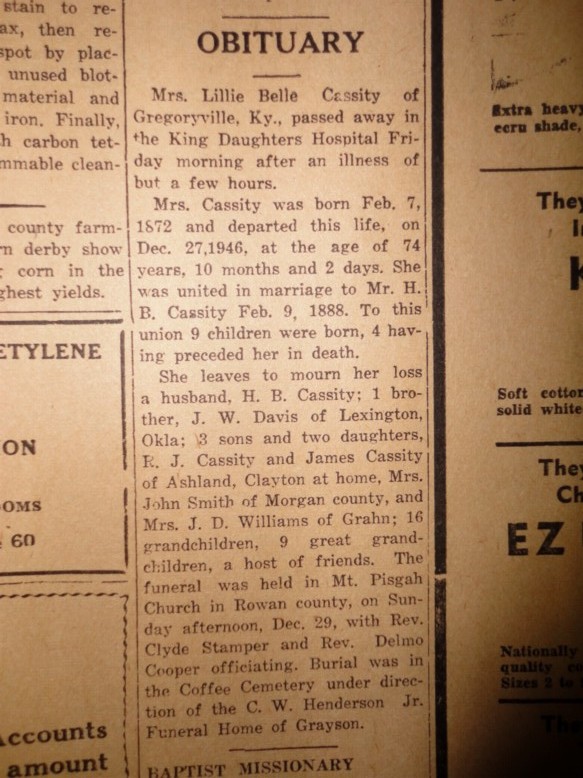 stain to re-
ax, then re-
spot by plac-
unused blot-
material and
iron. Finally,
h carbon tet-
mmable clean-
county farm-
rn derby show
corn in the
ghest yields.
ETYLENE
ON
OOMS
60
Accounts
amount
OBITUARY
Mrs. Lillie Belle Cassity of
Gregoryville, Ky., passed away in
the King Daughters Hospital Fri-
day morning after an illness of
but a few hours.
Mrs. Cassity was born Feb. 7,
1872 and departed this life, on
Dec. 27,1946, at the age of 74
years, 10 months and 2 days. She
was united in marriage to Mr. H.
B. Cassity Feb. 9, 1888. To this
union 9 children were born, 4 hav-
ing preceded her in death.
She leaves to mourn her loss
a husband, H. B. Cassity; 1 bro-
ther, J. W. Davis of Lexington,
Okla; 3 sons and two daughters,
R. J. Cassity and James Cassity
of Ashland, Clayton at home, Mrs.
John Smith of Morgan county, and
Mrs. J. D. Williams of Grahn; 16
grandchildren, 9 great grand-
children, a host of friends. The
funeral was held in Mt. Pisgah
Church in Rowan county, on Sun-
day afternoon, Dec. 29, with Rev.
Clyde Stamper and Rev. Delmo
Cooper officiating. Burial was in
the Coffee Cemetery under direc-
tion of the C. W. Henderson Jr.
Funeral Home of Grayson.
BAPTIST MISSIONARY
Extra heavy
ecru shade,
They
I
K
Soft cotton
solid white
They
Ch
EZ
Nationally
quality co
Sizes 2 to
The